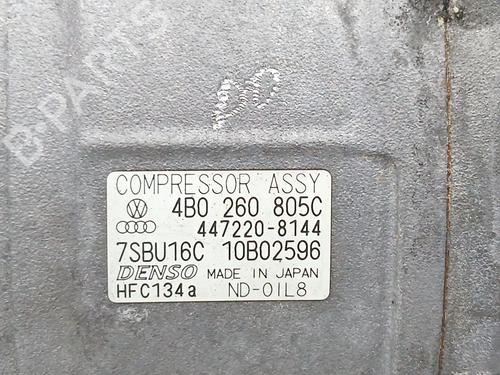 B-PARTS
COMPRESSOR ASSY
4B0 260 805C
447220-8144
7SBU16C 10B02596
DENSO MADE IN JAPAN
HFC134a ND-OIL8